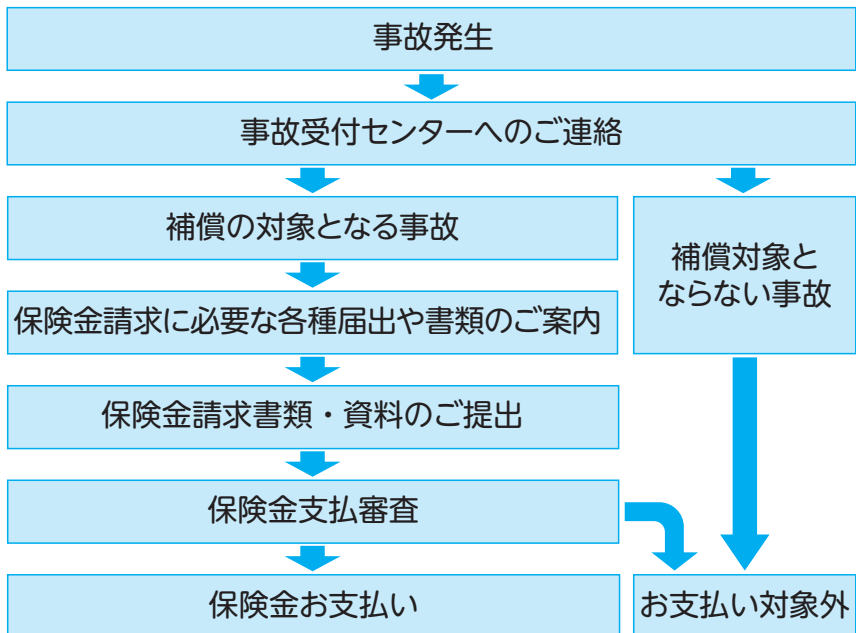 事故発生
事故受付センターへのご連絡
補償の対象となる事故
補償対象と
ならない事故
保険金請求に必要な各種届出や書類のご案内
保険金請求書類・資料のご提出
保険金支払審査
保険金お支払い
お支払い対象外